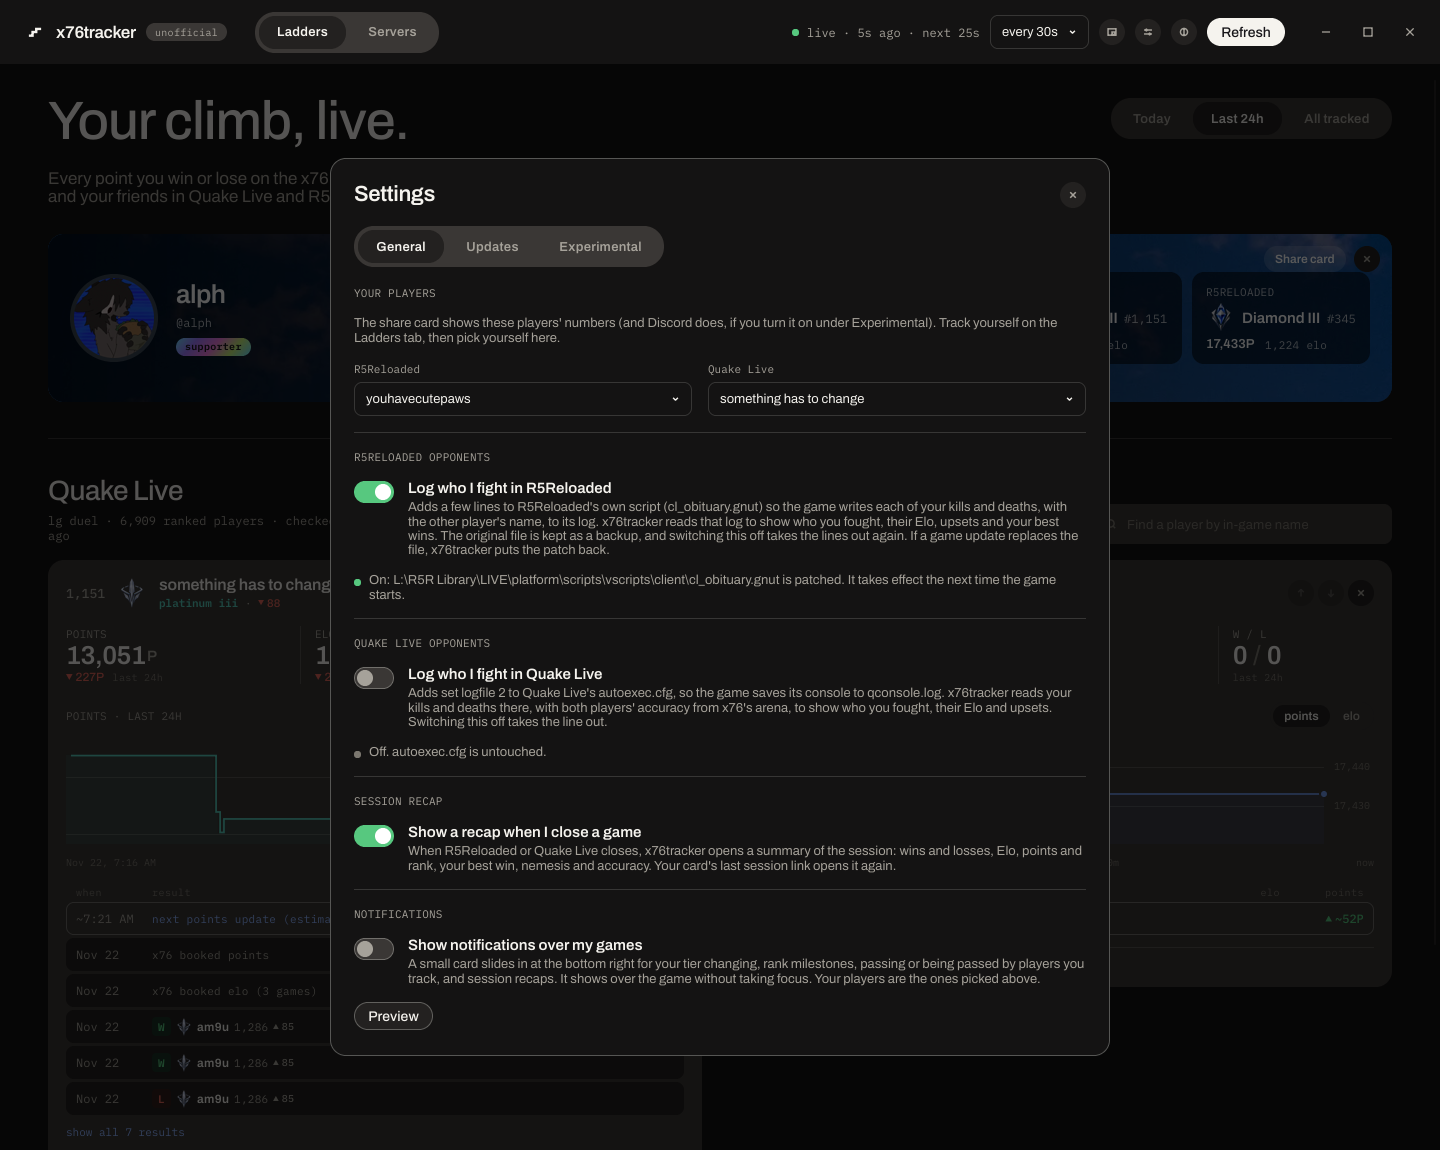 x76tracker unofficial Ladders Servers live · 5s ago · next 25s every 30s Refresh
Your climb, live.
Today Last 24h All tracked
Every point you win or lose on the x76
and your friends in Quake Live and R5
alph
@alph
supporter
Share card
#1,151
elo
R5RELOADED
Diamond III #345
17,433P 1,224 elo
Quake Live
lg duel · 6,909 ranked players · checke
ago
Find a player by in-game name
1,151 something has to chang
platinum iii · ▼88
POINTS
13,051P
▼227P last 24h
W / L
0 / 0
last 24h
POINTS · LAST 24H
points elo
17,440
17,430
Nov 22, 7:16 AM
now
when result
elo points
~7:21 AM next points update (estima
▲~52P
Nov 22 x76 booked points
Nov 22 x76 booked elo (3 games)
Nov 22 W am9u 1,286 ▲85
Nov 22 W am9u 1,286 ▲85
Nov 22 L am9u 1,286 ▲85
show all 7 results
Settings
General Updates Experimental
YOUR PLAYERS
The share card shows these players' numbers (and Discord does, if you turn it on under Experimental). Track yourself on the
Ladders tab, then pick yourself here.
R5Reloaded Quake Live
youhavecutepaws something has to change
R5RELOADED OPPONENTS
Log who I fight in R5Reloaded
Adds a few lines to R5Reloaded's own script (cl_obituary.gnut) so the game writes each of your kills and deaths, with
the other player's name, to its log. x76tracker reads that log to show who you fought, their Elo, upsets and your best
wins. The original file is kept as a backup, and switching this off takes the lines out again. If a game update replaces the
file, x76tracker puts the patch back.
On: L:\R5R Library\LIVE\platform\scripts\vscripts\client\cl_obituary.gnut is patched. It takes effect the next time the game
starts.
QUAKE LIVE OPPONENTS
Log who I fight in Quake Live
Adds set logfile 2 to Quake Live's autoexec.cfg, so the game saves its console to qconsole.log. x76tracker reads your
kills and deaths there, with both players' accuracy from x76's arena, to show who you fought, their Elo and upsets.
Switching this off takes the line out.
Off. autoexec.cfg is untouched.
SESSION RECAP
Show a recap when I close a game
When R5Reloaded or Quake Live closes, x76tracker opens a summary of the session: wins and losses, Elo, points and
rank, your best win, nemesis and accuracy. Your card's last session link opens it again.
NOTIFICATIONS
Show notifications over my games
A small card slides in at the bottom right for your tier changing, rank milestones, passing or being passed by players you
track, and session recaps. It shows over the game without taking focus. Your players are the ones picked above.
Preview